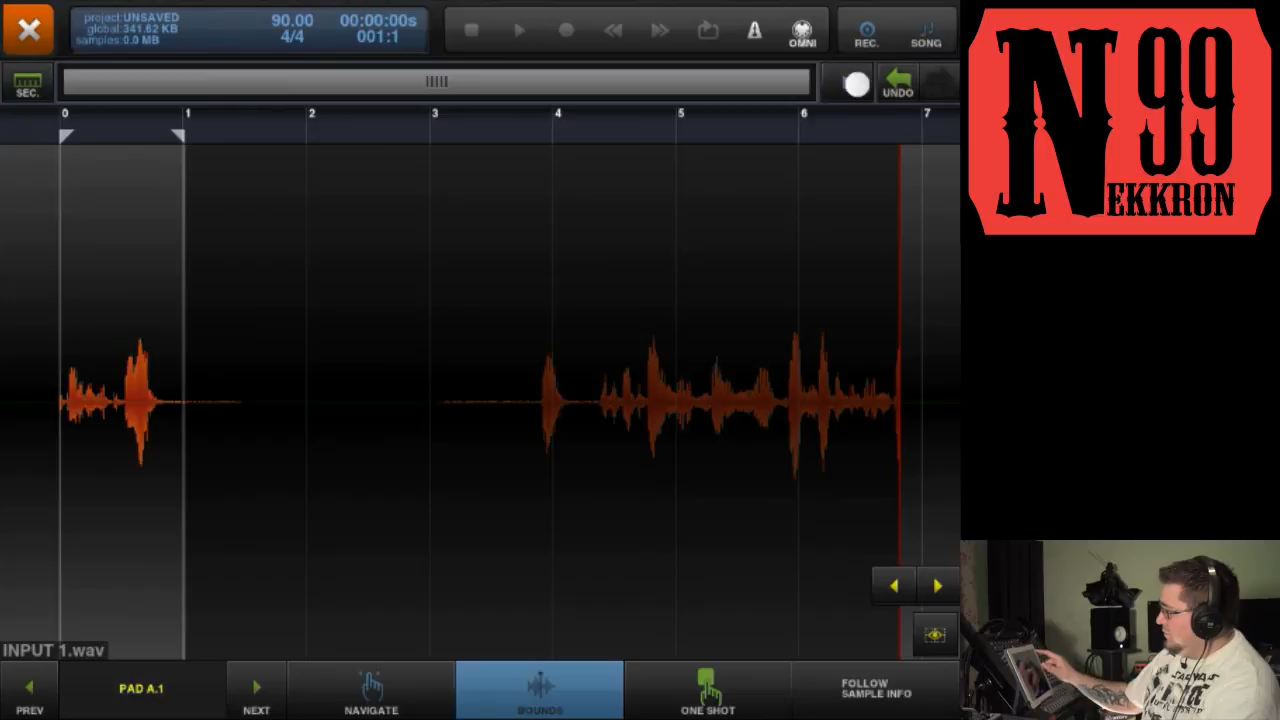 project:UNSAVED
global:341.62 KB
samples:0.0 MB
90.00
4/4
00:00:00s
001:1
OMNI
REC.
SONG
SEC.
UNDO
0 1 2 3 4 5 6 7
N 99
EKKRON
INPUT 1.wav
PREV
PAD A.1
NEXT
NAVIGATE
BOUNDS
ONE SHOT
FOLLOW
SAMPLE INFO